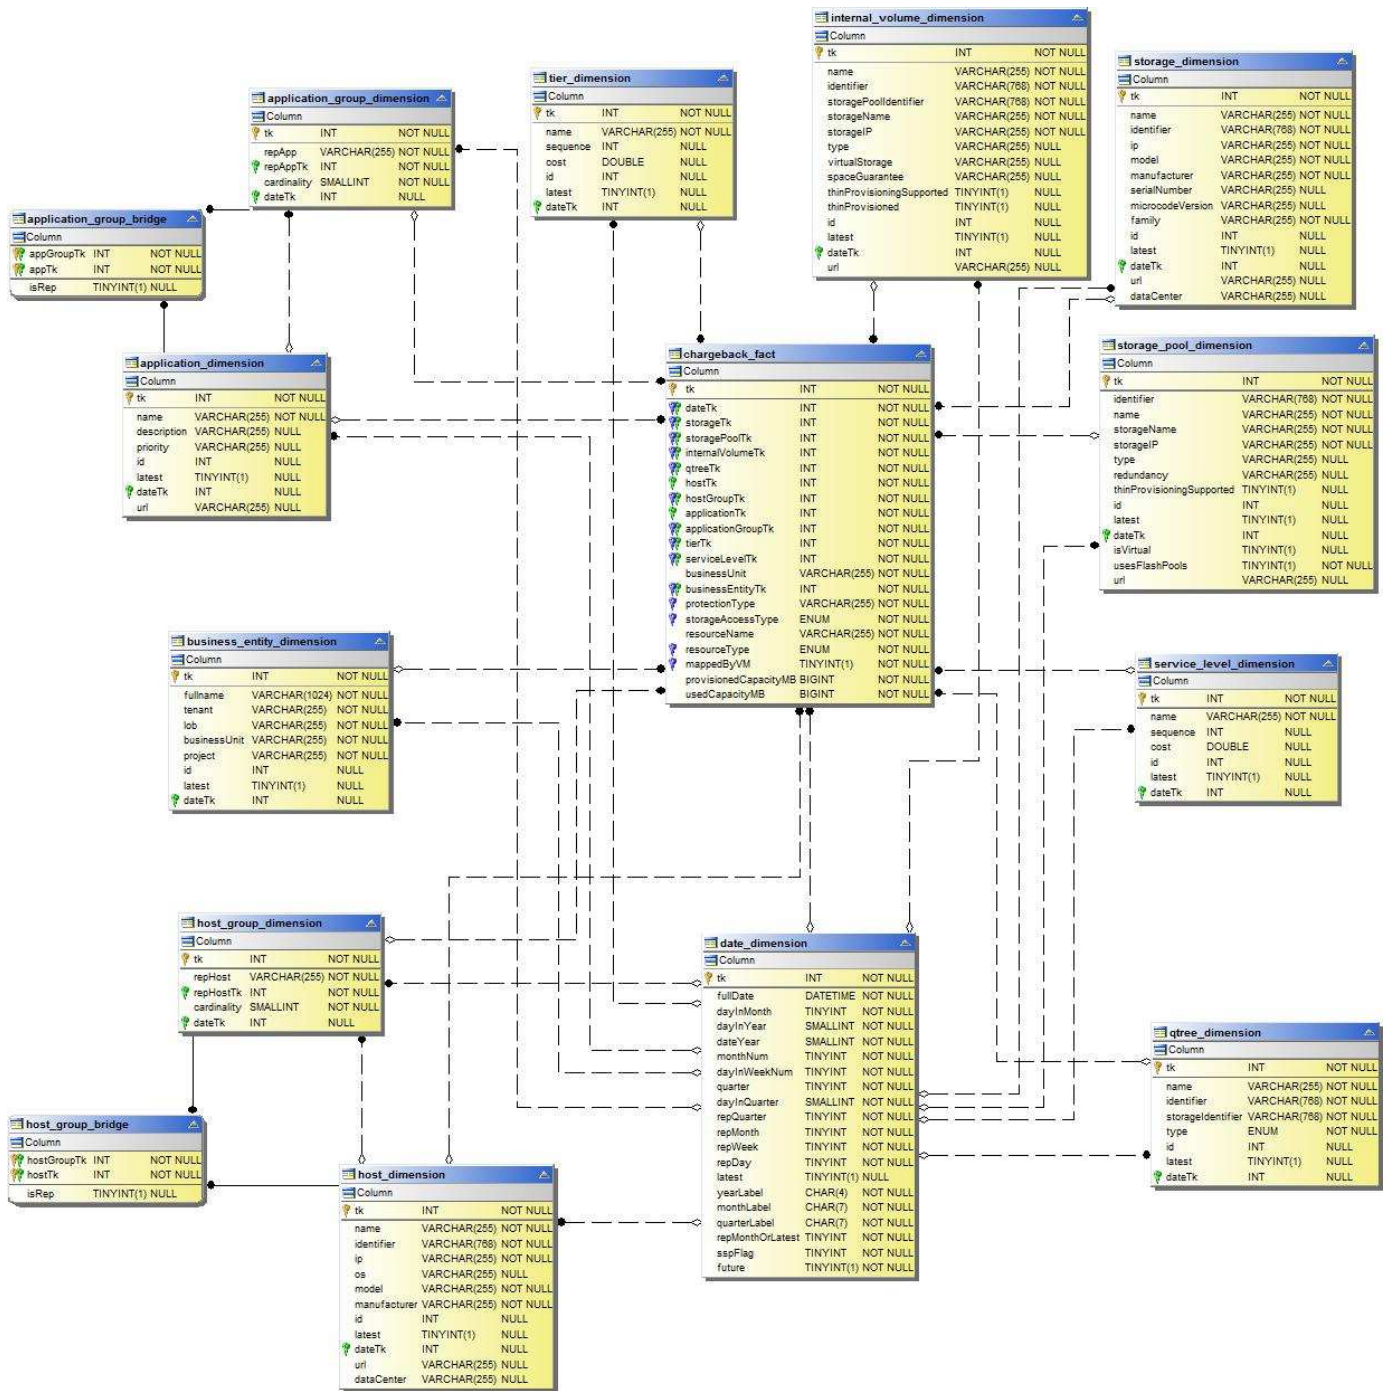 internal_volume_dimension
Column
tk INT NOT NULL
name VARCHAR(255) NOT NULL
identifier VARCHAR(768) NOT NULL
storagePoolIdentifier VARCHAR(768) NOT NULL
storageName VARCHAR(255) NOT NULL
storageIP VARCHAR(255) NOT NULL
type VARCHAR(255) NULL
virtualStorage VARCHAR(255) NULL
spaceGuarantee VARCHAR(255) NULL
thinProvisioningSupported TINYINT(1) NULL
thinProvisioned TINYINT(1) NULL
id INT NULL
latest TINYINT(1) NULL
dateTk INT NULL
url VARCHAR(255) NULL
storage_dimension
Column
tk INT NOT NULL
name VARCHAR(255) NOT NULL
identifier VARCHAR(768) NOT NULL
ip VARCHAR(255) NOT NULL
model VARCHAR(255) NOT NULL
manufacturer VARCHAR(255) NOT NULL
serialNumber VARCHAR(255) NULL
microcodeVersion VARCHAR(255) NULL
family VARCHAR(255) NOT NULL
id INT NULL
latest TINYINT(1) NULL
dateTk INT NULL
url VARCHAR(255) NULL
dataCenter VARCHAR(255) NULL
tier_dimension
Column
tk INT NOT NULL
name VARCHAR(255) NOT NULL
sequence INT NULL
cost DOUBLE NULL
id INT NULL
latest TINYINT(1) NULL
dateTk INT NULL
application_group_dimension
Column
tk INT NOT NULL
repApp VARCHAR(255) NOT NULL
repAppTk INT NOT NULL
cardinality SMALLINT NOT NULL
dateTk INT NULL
application_group_bridge
Column
appGroupTk INT NOT NULL
appTk INT NOT NULL
isRep TINYINT(1) NULL
application_dimension
Column
tk INT NOT NULL
name VARCHAR(255) NOT NULL
description VARCHAR(255) NULL
priority VARCHAR(255) NULL
id INT NULL
latest TINYINT(1) NULL
dateTk INT NULL
url VARCHAR(255) NULL
chargeback_fact
Column
tk INT NOT NULL
dateTk INT NOT NULL
storageTk INT NOT NULL
storagePoolTk INT NOT NULL
internalVolumeTk INT NOT NULL
qtreeTk INT NOT NULL
hostTk INT NOT NULL
hostGroupTk INT NOT NULL
applicationTk INT NOT NULL
applicationGroupTk INT NOT NULL
tierTk INT NOT NULL
serviceLevelTk INT NOT NULL
businessUnit VARCHAR(255) NOT NULL
businessEntityTk INT NOT NULL
protectionType VARCHAR(255) NOT NULL
storageAccessType ENUM NOT NULL
resourceName VARCHAR(255) NOT NULL
resourceType ENUM NOT NULL
mappedByVM TINYINT(1) NOT NULL
provisionedCapacityMB BIGINT NOT NULL
usedCapacityMB BIGINT NOT NULL
storage_pool_dimension
Column
tk INT NOT NULL
identifier VARCHAR(768) NOT NULL
name VARCHAR(255) NOT NULL
storageName VARCHAR(255) NOT NULL
storageIP VARCHAR(255) NOT NULL
type VARCHAR(255) NULL
redundancy VARCHAR(255) NULL
thinProvisioningSupported TINYINT(1) NULL
id INT NULL
latest TINYINT(1) NULL
dateTk INT NULL
isVirtual TINYINT(1) NULL
usesFlashPools TINYINT(1) NOT NULL
url VARCHAR(255) NULL
business_entity_dimension
Column
tk INT NOT NULL
fullname VARCHAR(1024) NOT NULL
tenant VARCHAR(255) NOT NULL
lob VARCHAR(255) NOT NULL
businessUnit VARCHAR(255) NOT NULL
project VARCHAR(255) NOT NULL
id INT NULL
latest TINYINT(1) NULL
dateTk INT NULL
service_level_dimension
Column
tk INT NOT NULL
name VARCHAR(255) NOT NULL
sequence INT NULL
cost DOUBLE NULL
id INT NULL
latest TINYINT(1) NULL
dateTk INT NULL
host_group_dimension
Column
tk INT NOT NULL
repHost VARCHAR(255) NOT NULL
repHostTk INT NOT NULL
cardinality SMALLINT NOT NULL
dateTk INT NULL
date_dimension
Column
tk INT NOT NULL
fullDate DATETIME NOT NULL
dayInMonth TINYINT NOT NULL
dayInYear SMALLINT NOT NULL
dateYear SMALLINT NOT NULL
monthNum TINYINT NOT NULL
dayInWeekNum TINYINT NOT NULL
quarter TINYINT NOT NULL
dayInQuarter SMALLINT NOT NULL
repQuarter TINYINT NOT NULL
repMonth TINYINT NOT NULL
repWeek TINYINT NOT NULL
repDay TINYINT NOT NULL
latest TINYINT(1) NULL
yearLabel CHAR(4) NOT NULL
monthLabel CHAR(7) NOT NULL
quarterLabel CHAR(7) NOT NULL
repMonthOrLatest TINYINT NOT NULL
sspFlag TINYINT NOT NULL
future TINYINT(1) NOT NULL
qtree_dimension
Column
tk INT NOT NULL
name VARCHAR(255) NOT NULL
identifier VARCHAR(768) NOT NULL
storageIdentifier VARCHAR(768) NOT NULL
type ENUM NOT NULL
id INT NULL
latest TINYINT(1) NULL
dateTk INT NULL
host_group_bridge
Column
hostGroupTk INT NOT NULL
hostTk INT NOT NULL
isRep TINYINT(1) NULL
host_dimension
Column
tk INT NOT NULL
name VARCHAR(255) NOT NULL
identifier VARCHAR(768) NOT NULL
ip VARCHAR(255) NOT NULL
os VARCHAR(255) NULL
model VARCHAR(255) NOT NULL
manufacturer VARCHAR(255) NOT NULL
id INT NULL
latest TINYINT(1) NULL
dateTk INT NULL
url VARCHAR(255) NULL
dataCenter VARCHAR(255) NULL